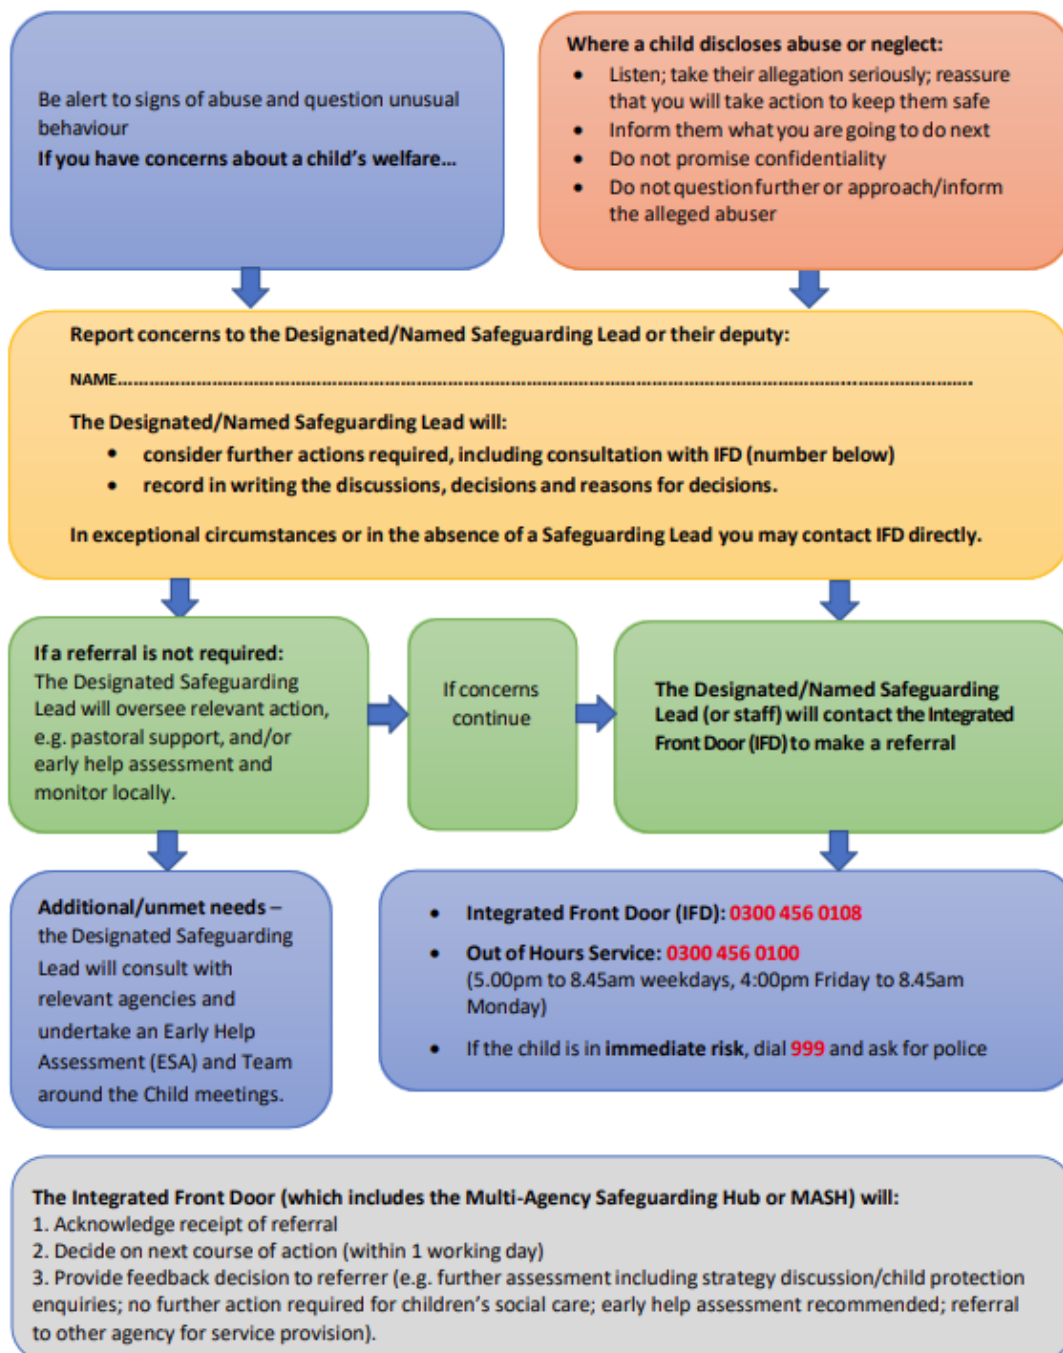 Be alert to signs of abuse and question unusual
behaviour
If you have concerns about a child's welfare...
Where a child discloses abuse or neglect:
• Listen; take their allegation seriously; reassure
that you will take action to keep them safe
• Inform them what you are going to do next
• Do not promise confidentiality
• Do not question further or approach/inform
the alleged abuser
Report concerns to the Designated/Named Safeguarding Lead or their deputy:
NAME........................................................................................................................................................
The Designated/Named Safeguarding Lead will:
• consider further actions required, including consultation with IFD (number below)
• record in writing the discussions, decisions and reasons for decisions.
In exceptional circumstances or in the absence of a Safeguarding Lead you may contact IFD directly.
If a referral is not required:
The Designated Safeguarding
Lead will oversee relevant action,
e.g. pastoral support, and/or
early help assessment and
monitor locally.
If concerns
continue
The Designated/Named Safeguarding
Lead (or staff) will contact the Integrated
Front Door (IFD) to make a referral
Additional/unmet needs –
the Designated Safeguarding
Lead will consult with
relevant agencies and
undertake an Early Help
Assessment (ESA) and Team
around the Child meetings.
• Integrated Front Door (IFD): 0300 456 0108
• Out of Hours Service: 0300 456 0100
(5.00pm to 8.45am weekdays, 4:00pm Friday to 8.45am
Monday)
• If the child is in immediate risk, dial 999 and ask for police
The Integrated Front Door (which includes the Multi-Agency Safeguarding Hub or MASH) will:
1. Acknowledge receipt of referral
2. Decide on next course of action (within 1 working day)
3. Provide feedback decision to referrer (e.g. further assessment including strategy discussion/child protection
enquiries; no further action required for children's social care; early help assessment recommended; referral
to other agency for service provision).